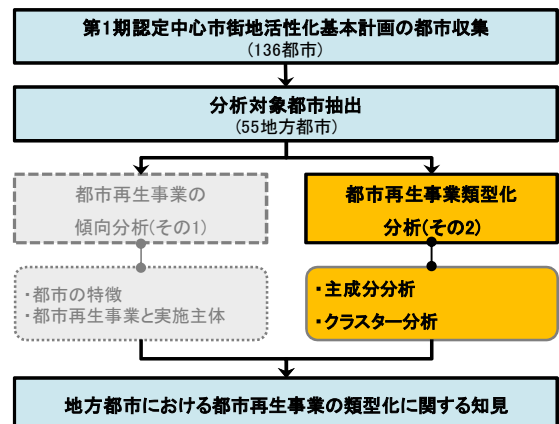 第1期認定中心市街地活性化基本計画の都市収集
(136都市)
分析対象都市抽出
(55地方都市)
都市再生事業の
傾向分析(その1)
・都市の特徴
・都市再生事業と実施主体
都市再生事業類型化
分析(その2)
・主成分分析
・クラスター分析
地方都市における都市再生事業の類型化に関する知見